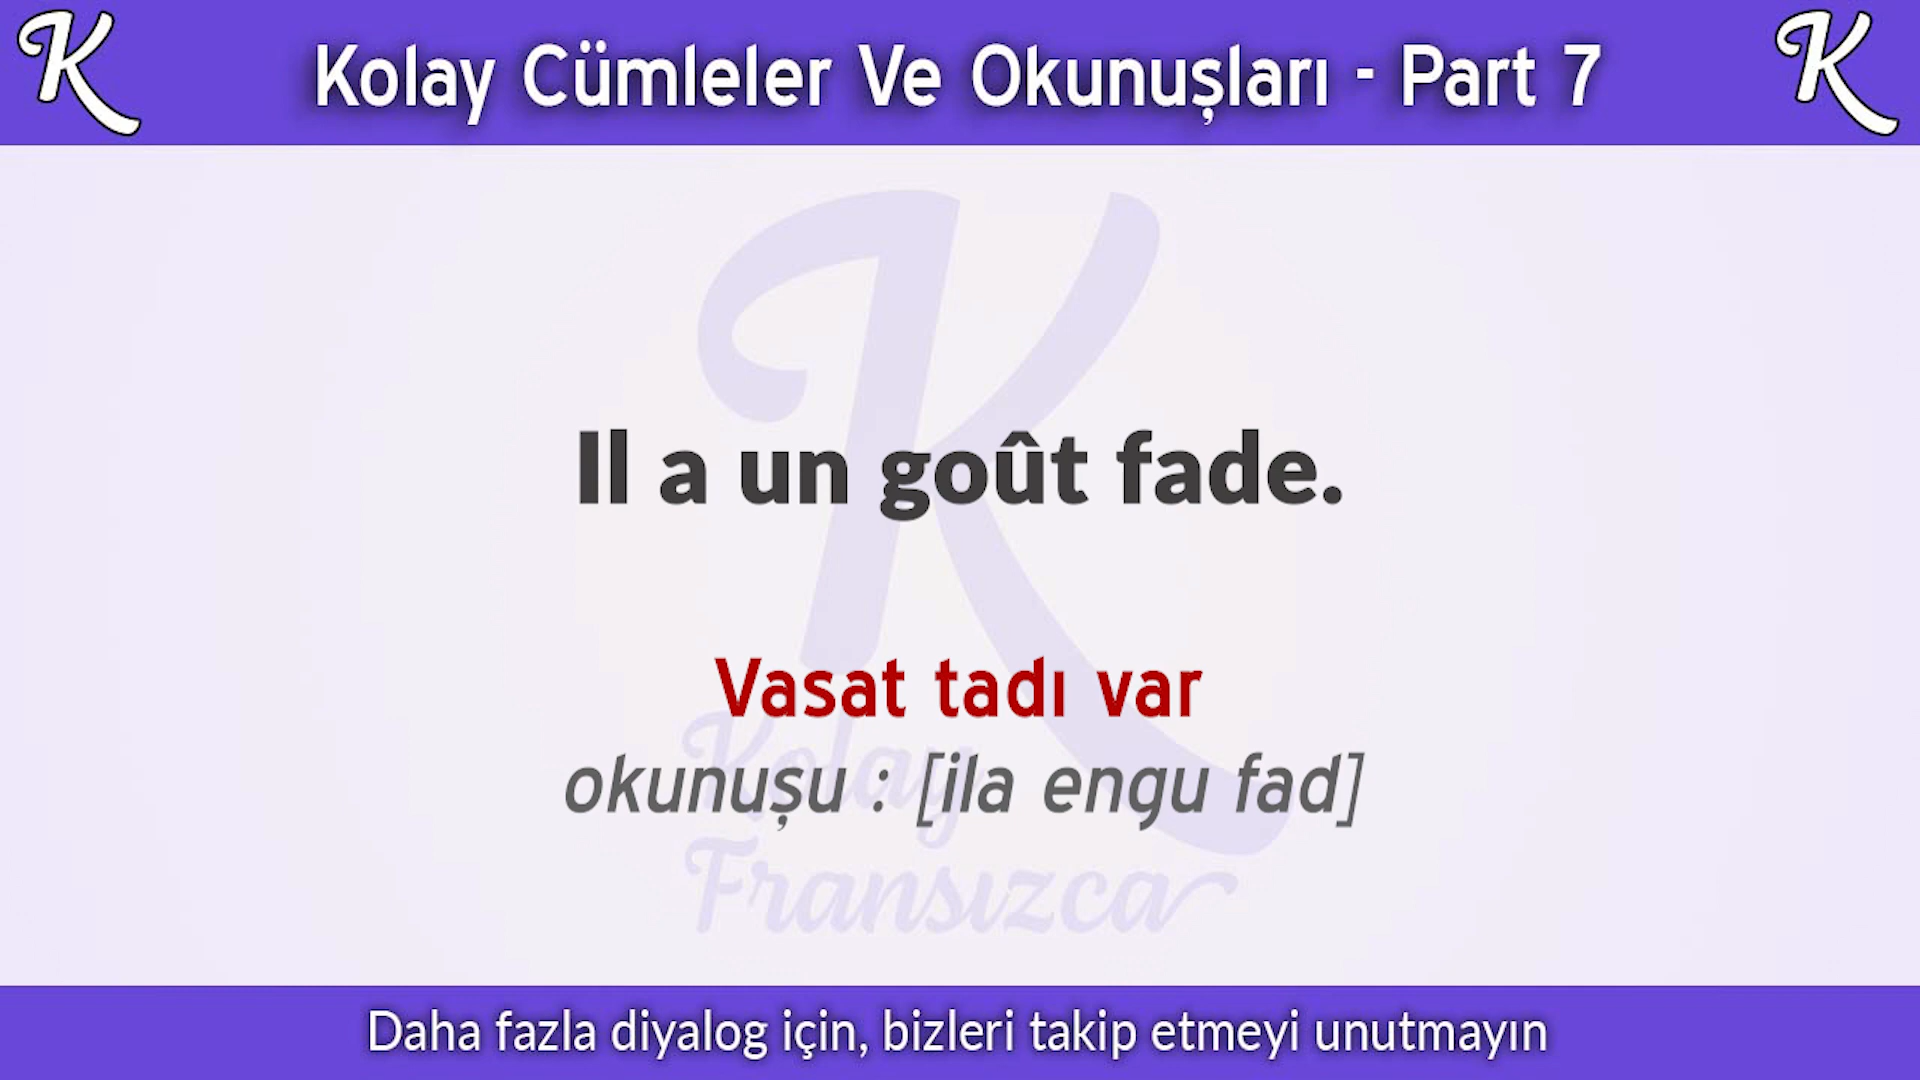 K
Kolay Cümleler Ve Okunuşları - Part 7
K
Il a un goût fade.
Vasat tadı var
okunuşu : [ila engu fad]
Kolay
Fransızca
Daha fazla diyalog için, bizleri takip etmeyi unutmayın